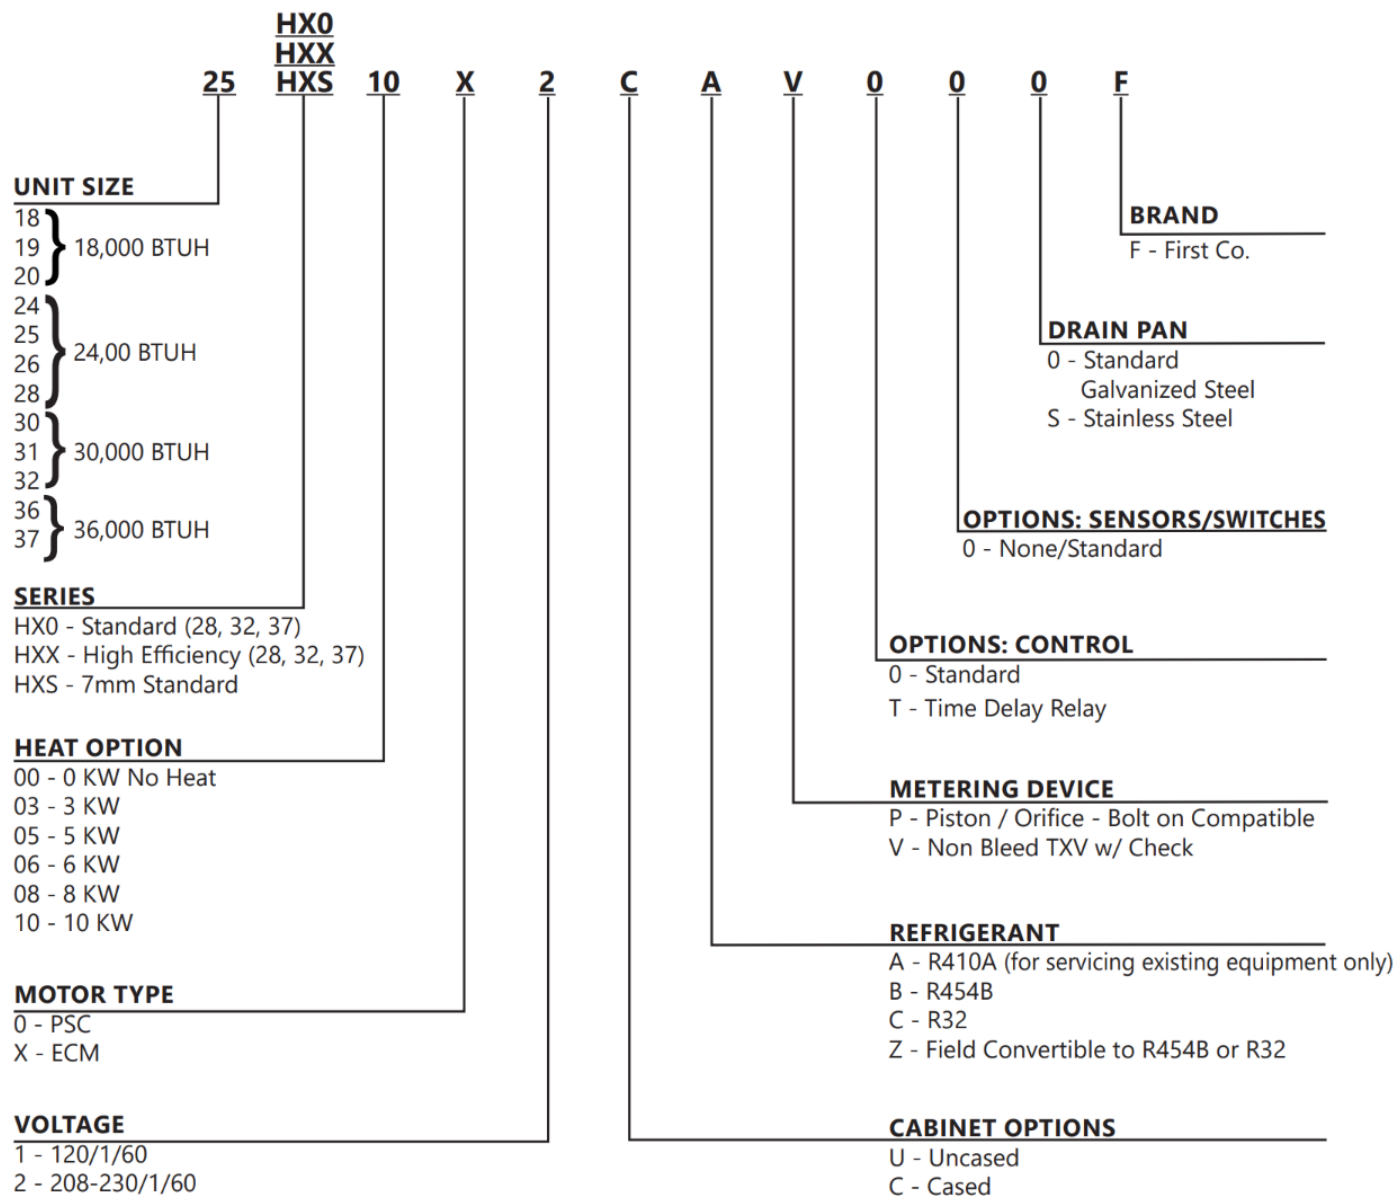 HX0
HXX
25 HXS 10 X 2 C A V 0 0 0 F
UNIT SIZE
18
19
20
18,000 BTUH
24
25
26
28
24,00 BTUH
30
31
32
30,000 BTUH
36
37
36,000 BTUH
SERIES
HX0 - Standard (28, 32, 37)
HXX - High Efficiency (28, 32, 37)
HXS - 7mm Standard
HEAT OPTION
00 - 0 KW No Heat
03 - 3 KW
05 - 5 KW
06 - 6 KW
08 - 8 KW
10 - 10 KW
MOTOR TYPE
0 - PSC
X - ECM
VOLTAGE
1 - 120/1/60
2 - 208-230/1/60
BRAND
F - First Co.
DRAIN PAN
0 - Standard
Galvanized Steel
S - Stainless Steel
OPTIONS: SENSORS/SWITCHES
0 - None/Standard
OPTIONS: CONTROL
0 - Standard
T - Time Delay Relay
METERING DEVICE
P - Piston / Orifice - Bolt on Compatible
V - Non Bleed TXV w/ Check
REFRIGERANT
A - R410A (for servicing existing equipment only)
B - R454B
C - R32
Z - Field Convertible to R454B or R32
CABINET OPTIONS
U - Uncased
C - Cased